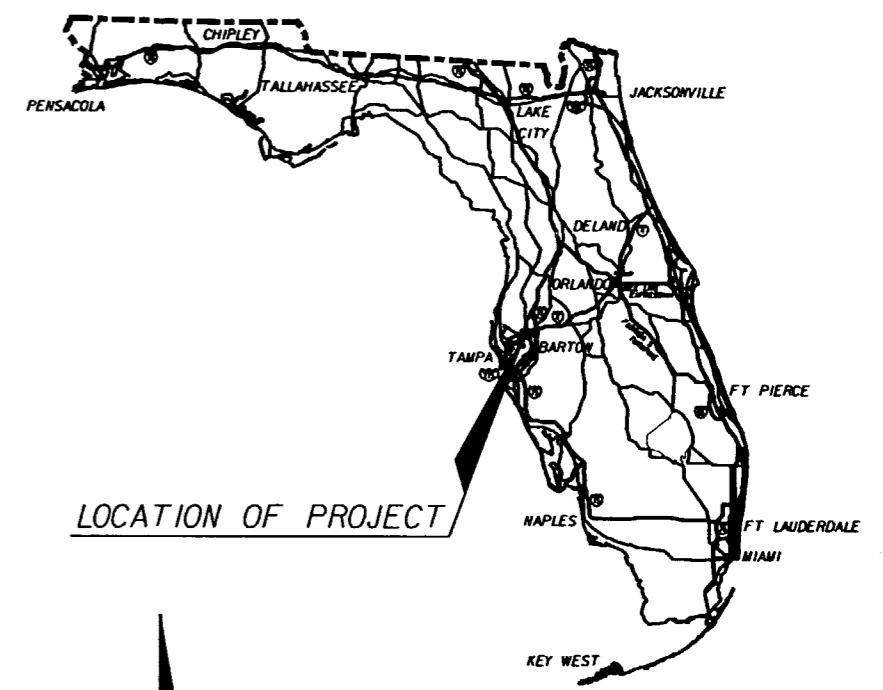 CHIPLEY
TALLAHASSEE
PENSACOLA
JACKSONVILLE
LAKE
CITY
DELAND
ORLANDO
TAMPA
BARTON
FT PIERCE
LOCATION OF PROJECT
NAPLES
FT LAUDERDALE
MIAMI
KEY WEST